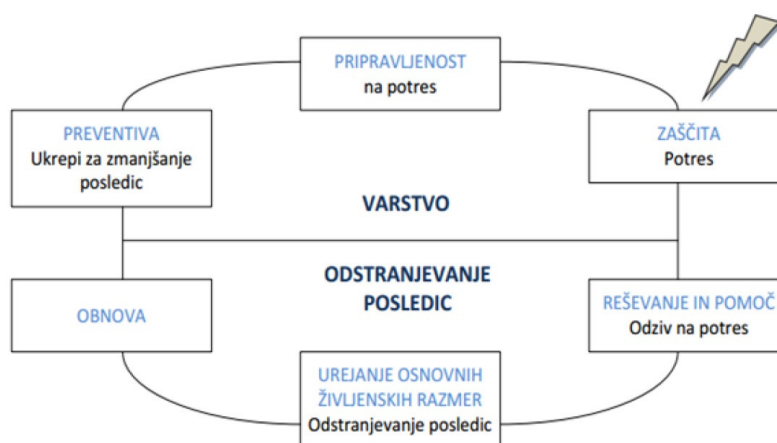 PRIPRAVLJENOST
na potres
PREVENTIVA
Ukrepi za zmanjšanje
posledic
ZAŠČITA
Potres
VARSTVO
ODSTRANJEVANJE
POSLEDIC
OBNOVA
REŠEVANJE IN POMOČ
Odziv na potres
UREJANJE OSNOVNIH
ŽIVLJENSKIH RAZMER
Odstranjevanje posledic